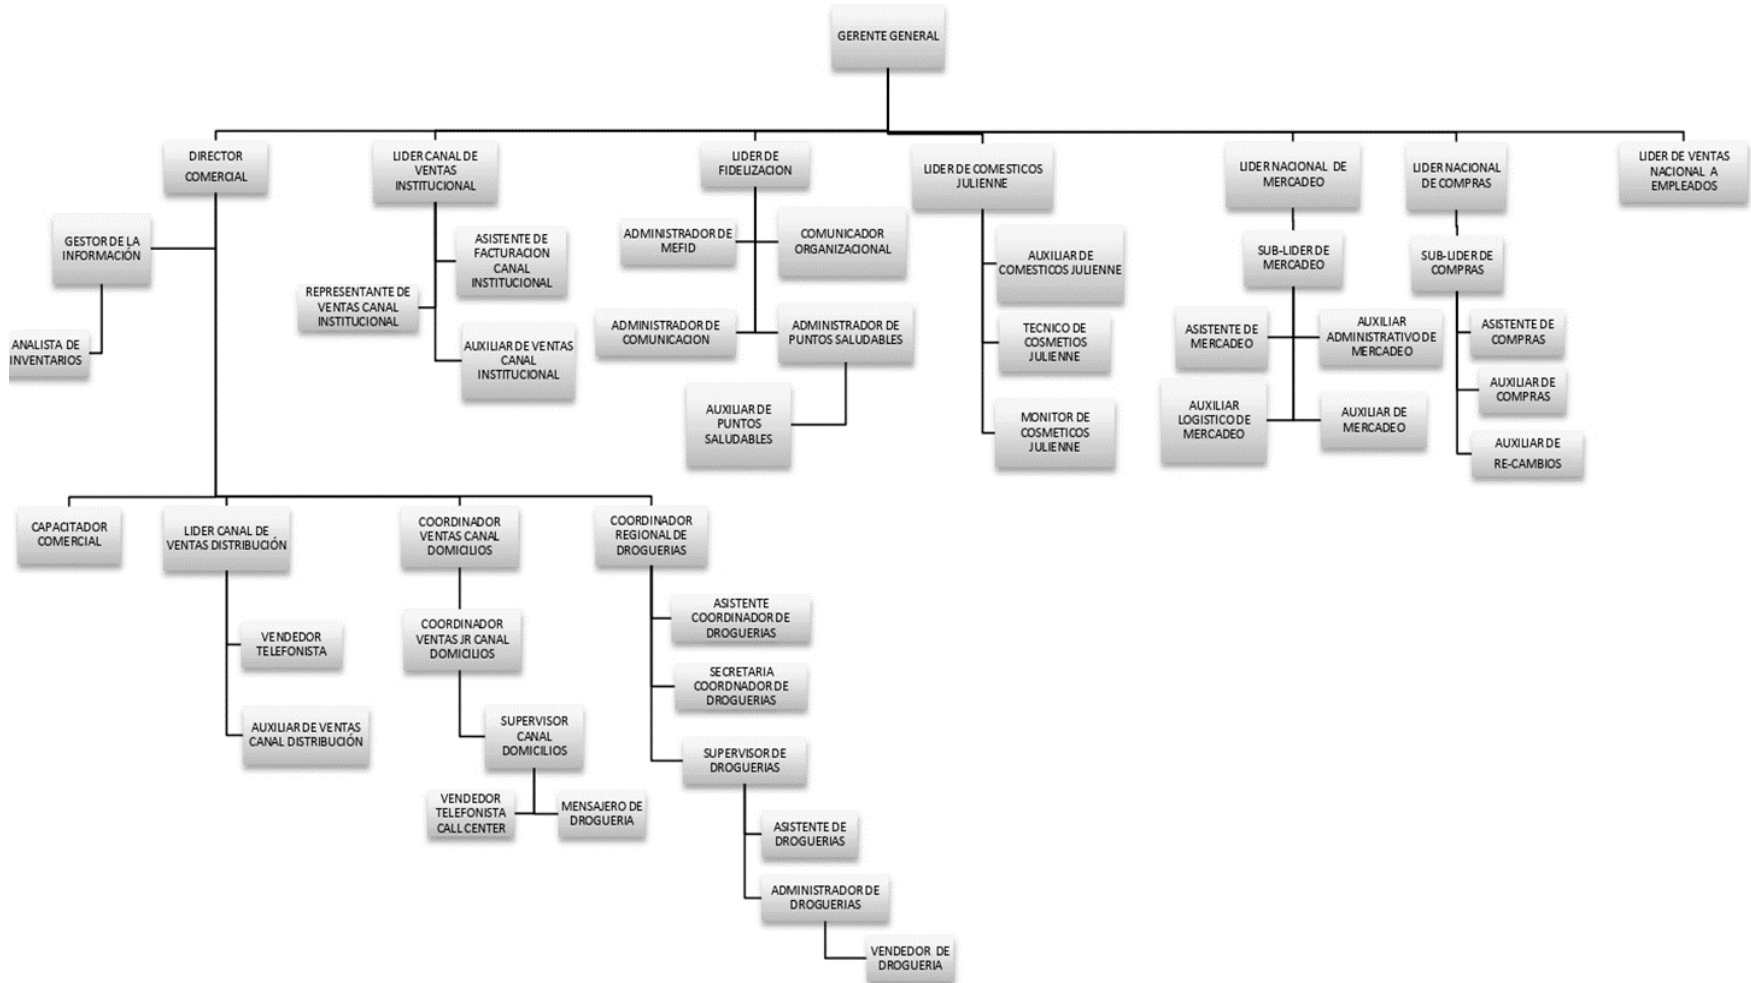 GERENTE GENERAL
DIRECTOR
COMERCIAL
LIDER CANAL DE
VENTAS
INSTITUCIONAL
LIDER DE
FIDELIZACION
LIDER DE COMESTICOS
JULIENNE
LIDER NACIONAL DE
MERCADEO
LIDER NACIONAL
DE COMPRAS
LIDER DE VENTAS
NACIONAL A
EMPLEADOS
GESTOR DE LA
INFORMACIÓN
ANALISTA DE
INVENTARIOS
ASISTENTE DE
FACTURACION
CANAL
INSTITUCIONAL
REPRESENTANTE DE
VENTAS CANAL
INSTITUCIONAL
AUXILIAR DE VENTAS
CANAL
INSTITUCIONAL
ADMINISTRADOR DE
MEFID
COMUNICADOR
ORGANIZACIONAL
ADMINISTRADOR DE
COMUNICACIÓN
ADMINISTRADOR DE
PUNTOS SALUDABLES
AUXILIAR DE
PUNTOS
SALUDABLES
AUXILIAR DE
COMESTICOS JULIENNE
TECNICO DE
COSMETIOS
JULIENNE
MONITOR DE
COSMETICOS
JULIENNE
SUB-LIDER DE
MERCADEO
ASISTENTE DE
MERCADEO
AUXILIAR
ADMINISTRATIVO DE
MERCADEO
AUXILIAR
LOGISTICO DE
MERCADEO
AUXILIAR DE
MERCADEO
SUB-LIDER DE
COMPRAS
ASISTENTE DE
COMPRAS
AUXILIAR DE
COMPRAS
AUXILIAR DE
RE-CAMBIOS
CAPACITADOR
COMERCIAL
LIDER CANAL DE
VENTAS DISTRIBUCIÓN
COORDINADOR
VENTAS CANAL
DOMICILIOS
COORDINADOR
REGIONAL DE
DROGUERIAS
VENDEDOR
TELEFONISTA
AUXILIAR DE VENTAS
CANAL DISTRIBUCIÓN
COORDINADOR
VENTAS JR CANAL
DOMICILIOS
SUPERVISOR
CANAL
DOMICILIOS
VENDEDOR
TELEFONISTA
CALL CENTER
MENSAJERO DE
DROGUERIA
ASISTENTE
COORDINADOR DE
DROGUERIAS
SECRETARIA
COORDNADOR DE
DROGUERIAS
SUPERVISOR DE
DROGUERIAS
ASISTENTE DE
DROGUERIAS
ADMINISTRADOR DE
DROGUERIAS
VENDEDOR DE
DROGUERIA